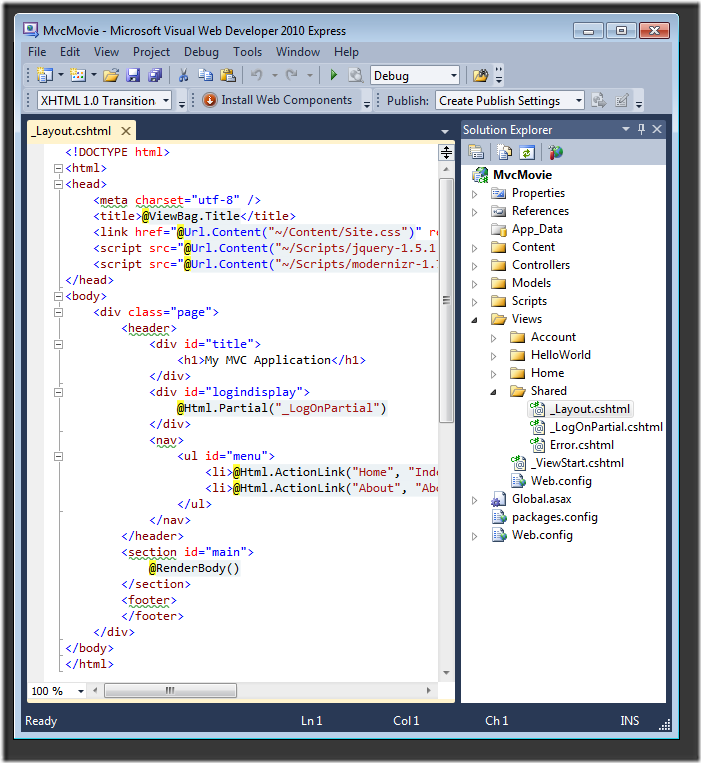 MvcMovie - Microsoft Visual Web Developer 2010 Express
File Edit View Project Debug Tools Window Help
Debug
XHTML 1.0 Transition Install Web Components Publish: Create Publish Settings
_Layout.cshtml
<!DOCTYPE html>
<html>
<head>
<meta charset="utf-8" />
<title>@ViewBag.Title</title>
<link href="@Url.Content("~/Content/Site.css")" re
<script src="@Url.Content("~/Scripts/jquery-1.5.1
<script src="@Url.Content("~/Scripts/modernizr-1.7
</head>
<body>
<div class="page">
<header>
<div id="title">
<h1>My MVC Application</h1>
</div>
<div id="logindisplay">
@Html.Partial("_LogOnPartial")
</div>
<nav>
<ul id="menu">
<li>@Html.ActionLink("Home", "Inde
<li>@Html.ActionLink("About", "Abo
</ul>
</nav>
</header>
<section id="main">
@RenderBody()
</section>
<footer>
</footer>
</div>
</body>
</html>
100 %
Solution Explorer
MvcMovie
Properties
References
App_Data
Content
Controllers
Models
Scripts
Views
Account
HelloWorld
Home
Shared
_Layout.cshtml
_LogOnPartial.cshtml
Error.cshtml
_ViewStart.cshtml
Web.config
Global.asax
packages.config
Web.config
Ready Ln 1 Col 1 Ch 1 INS